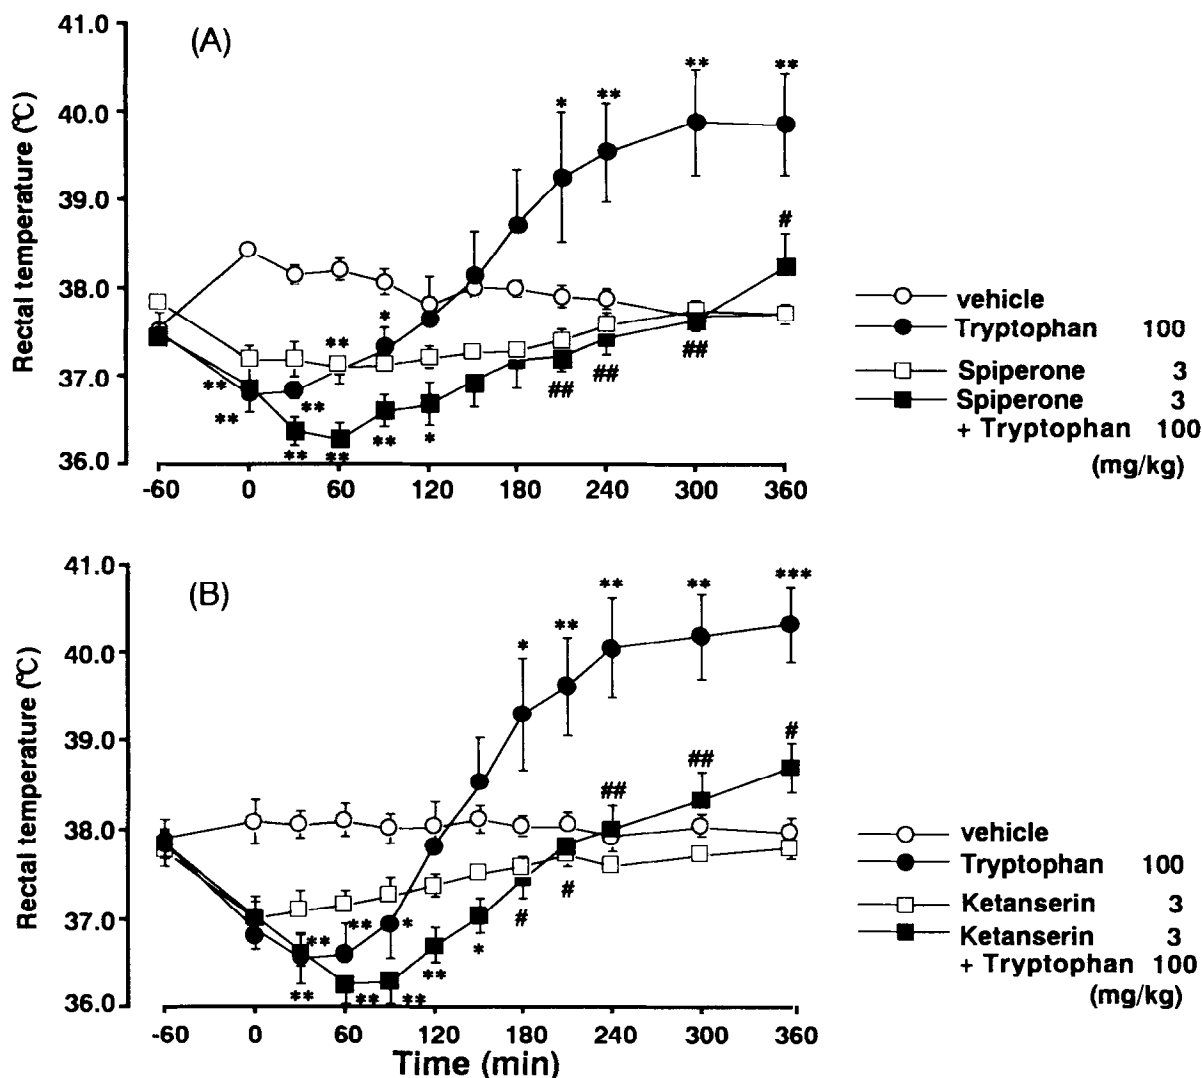 41.0
(A)
40.0
39.0
38.0
37.0
36.0
Rectal temperature (℃)
** ** ** ** ** * * ** ** **
** ** ** * ## ## ## #
-60 0 60 120 180 240 300 360
vehicle
Tryptophan 100
Spiperone 3
Spiperone 3
+ Tryptophan 100
(mg/kg)
41.0
(B)
40.0
39.0
38.0
37.0
36.0
Rectal temperature (℃)
** ** * * ** ** ** ***
** ** ** ** * # # ## ## #
-60 0 60 120 180 240 300 360
Time (min)
vehicle
Tryptophan 100
Ketanserin 3
Ketanserin 3
+ Tryptophan 100
(mg/kg)